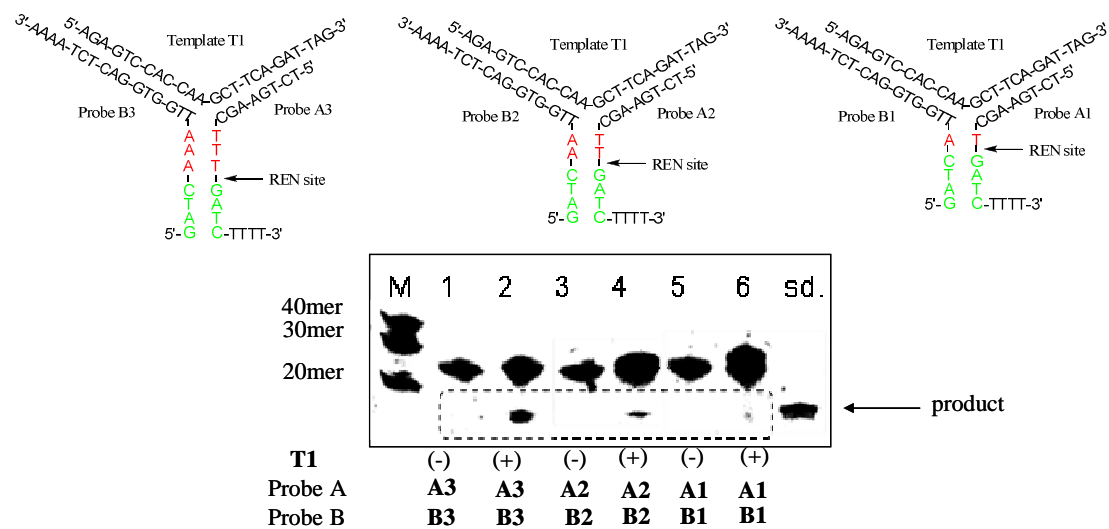 5'-AGA-GTC-CAC-CAA
GCT-TCA-GAT-TAG-3'
3'-AAAA-TCT-CAG-GTG-GTT
CGA-AGT-CT-5'
Template T1
Probe B3
Probe A3
A T
A T
A T
REN site
C G
T A
A T
5'-G C-TTTT-3'
5'-AGA-GTC-CAC-CAA
GCT-TCA-GAT-TAG-3'
3'-AAAA-TCT-CAG-GTG-GTT
CGA-AGT-CT-5'
Template T1
Probe B2
Probe A2
A T
A T
REN site
C G
T A
A T
5'-G C-TTTT-3'
5'-AGA-GTC-CAC-CAA
GCT-TCA-GAT-TAG-3'
3'-AAAA-TCT-CAG-GTG-GTT
CGA-AGT-CT-5'
Template T1
Probe B1
Probe A1
A T
REN site
C G
T A
A T
5'-G C-TTTT-3'
M 1 2 3 4 5 6 sd.
40mer
30mer
20mer
product
T1 (-) (+) (-) (+) (-) (+)
Probe A A3 A3 A2 A2 A1 A1
Probe B B3 B3 B2 B2 B1 B1